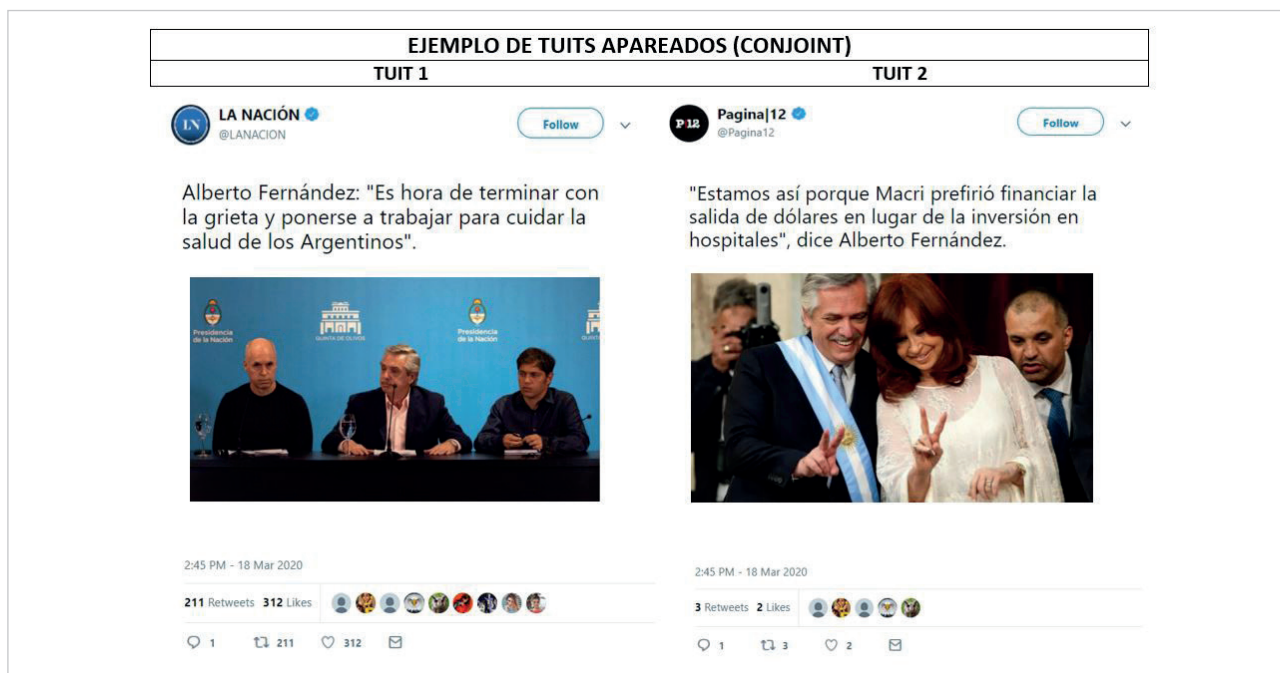 EJEMPLO DE TUITS APAREADOS (CONJOINT)
TUIT 1
TUIT 2
LN
LA NACIÓN
@LANACION
Follow
Alberto Fernández: "Es hora de terminar con
la grieta y ponerse a trabajar para cuidar la
salud de los Argentinos".
Presidencia
de la Nación
QUINTA DE OLIVOS
Presidencia
de la Nación
2:45 PM - 18 Mar 2020
211 Retweets 312 Likes
1 211 312
P|12
Pagina|12
@Pagina12
Follow
"Estamos así porque Macri prefirió financiar la
salida de dólares en lugar de la inversión en
hospitales", dice Alberto Fernández.
2:45 PM - 18 Mar 2020
3 Retweets 2 Likes
1 3 2